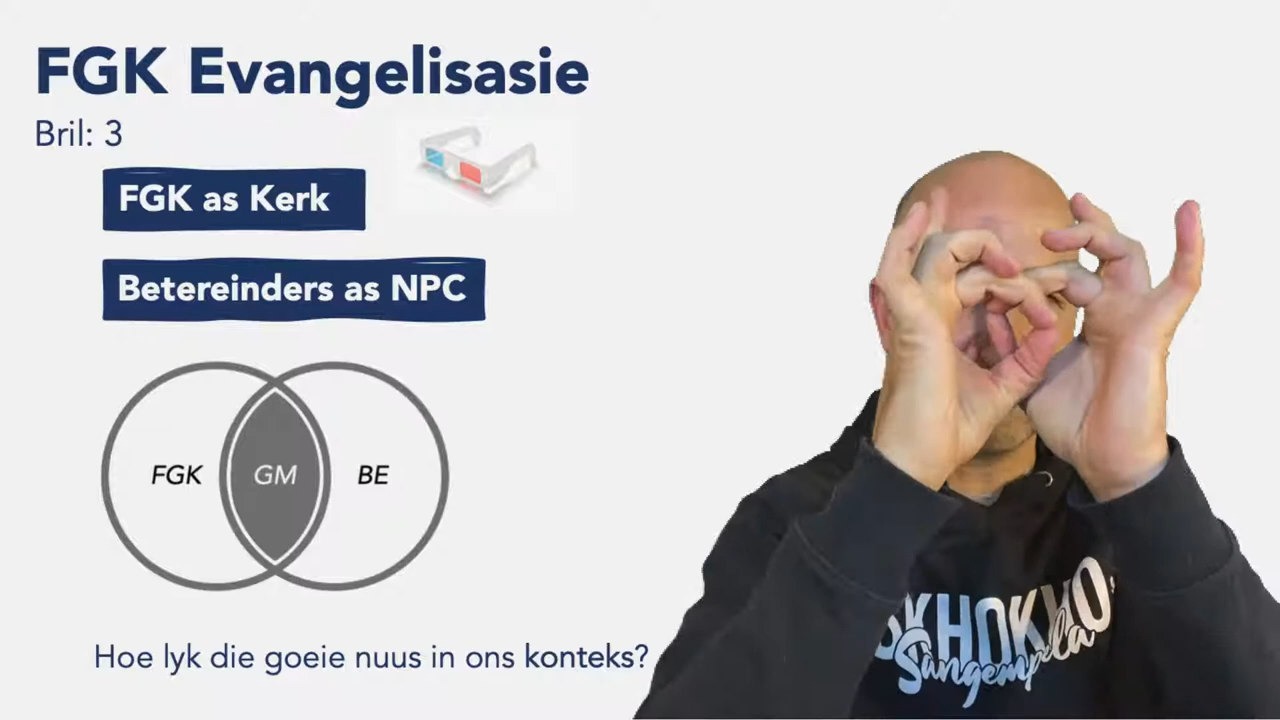 FGK Evangelisasie
Bril: 3
FGK as Kerk
Betereinders as NPC
FGK GM BE
Hoe lyk die goeie nuus in ons konteks?